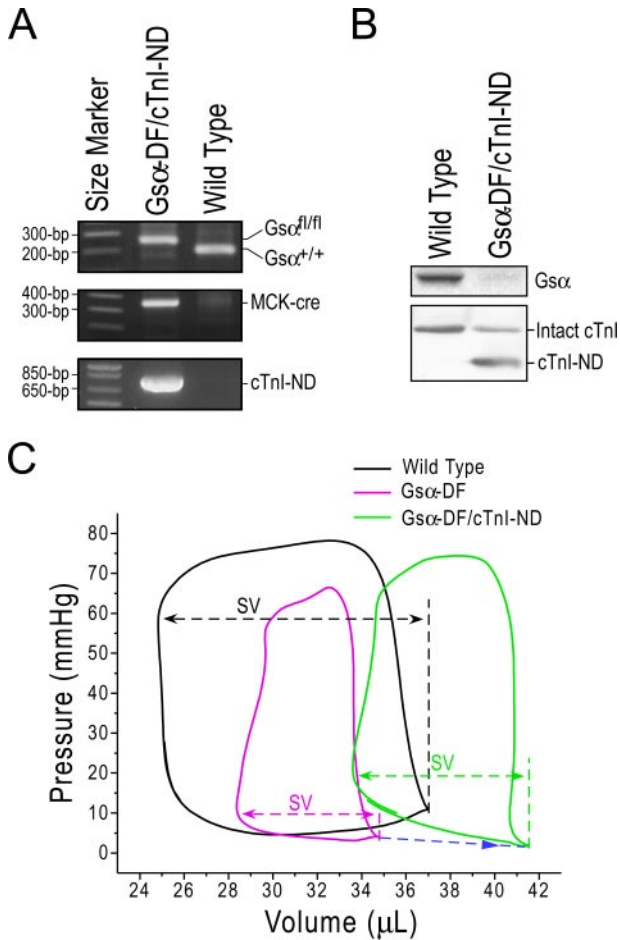 A
B
Size Marker
Gsα-DF/cTnI-ND
Wild Type
300-bp
200-bp
Gsα^fl/fl
Gsα^+/+
400-bp
300-bp
MCK-cre
850-bp
650-bp
cTnI-ND
Wild Type
Gsα-DF/cTnI-ND
Gsα
Intact cTnI
cTnI-ND
C
Wild Type
Gsα-DF
Gsα-DF/cTnI-ND
Pressure (mmHg)
80
70
60
50
40
30
20
10
0
SV
SV
SV
24 26 28 30 32 34 36 38 40 42
Volume (μL)